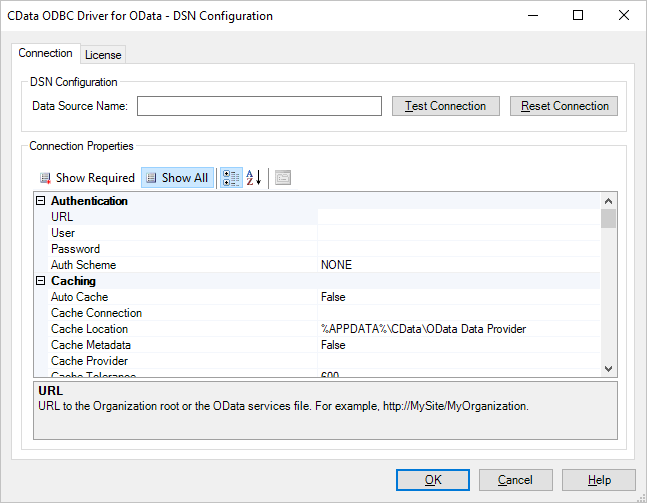 CData ODBC Driver for OData - DSN Configuration
Connection License
DSN Configuration
Data Source Name: Test Connection Reset Connection
Connection Properties
Show Required Show All A Z
Authentication
URL
User
Password
Auth Scheme NONE
Caching
Auto Cache False
Cache Connection
Cache Location %APPDATA%\CData\OData Data Provider
Cache Metadata False
Cache Provider
Cache Tolerance 600
URL
URL to the Organization root or the OData services file. For example, http://MySite/MyOrganization.
OK Cancel Help